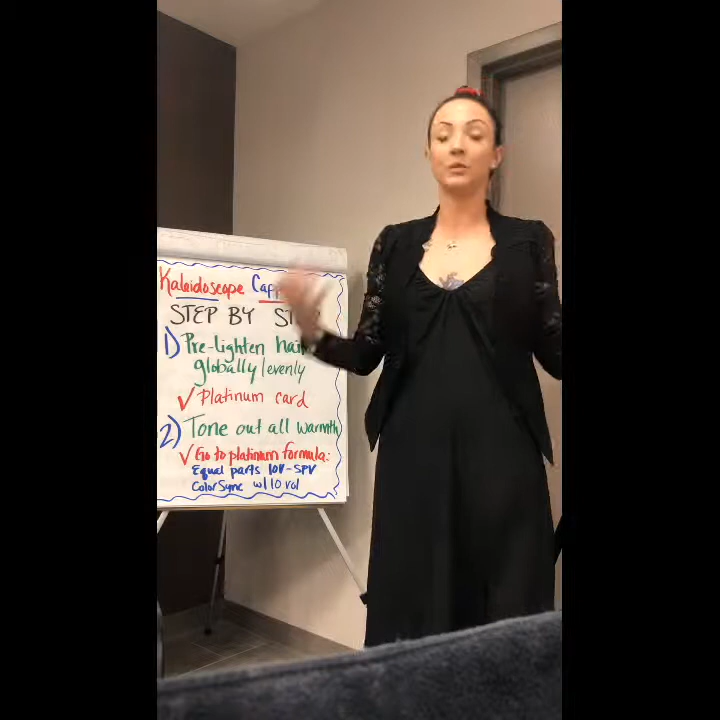 Kaleidoscope
STEP BY
1) Pre-lighten
globally/evenly
✓ Platinum card
2) Tone out all warmth
✓ Go to platinum formula:
Equal parts 10V-SPV
ColorSync w/10 vol